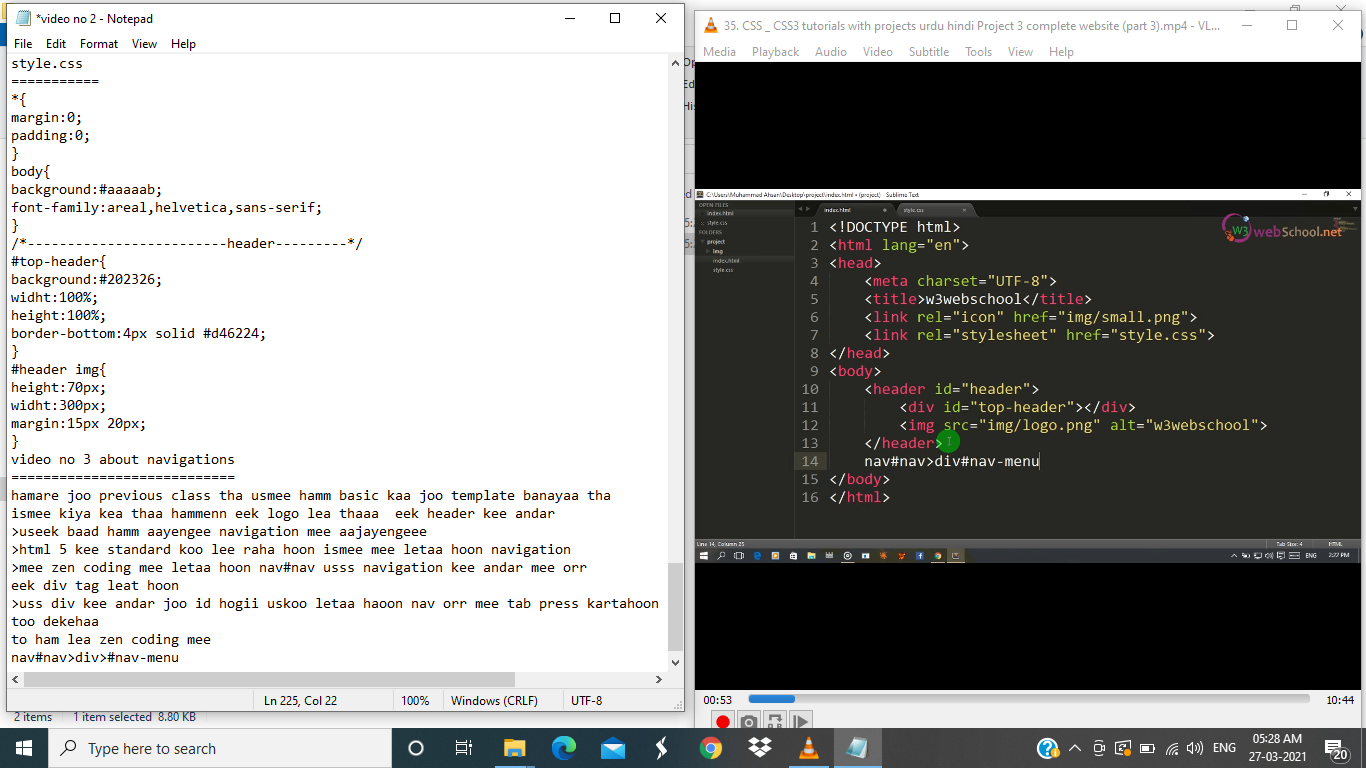 *video no 2 - Notepad
File Edit Format View Help
style.css
===========
*{
margin:0;
padding:0;
}
body{
background:#aaaaab;
font-family:areal,helvetica,sans-serif;
}
/*-------------------------header---------*/
#top-header{
background:#202326;
widht:100%;
height:100%;
border-bottom:4px solid #d46224;
}
#header img{
height:70px;
widht:300px;
margin:15px 20px;
}
video no 3 about navigations
============================
hamare joo previous class tha usmee hamm basic kaa joo template banayaa tha
ismee kiya kea thaa hammenn eek logo lea thaaa  eek header kee andar
>useek baad hamm aayengee navigation mee aajayengeee
>html 5 kee standard koo lee raha hoon ismee mee letaa hoon navigation
>mee zen coding mee letaa hoon nav#nav usss navigation kee andar mee orr
eek div tag leat hoon
>uss div kee andar joo id hogii uskoo letaa haoon nav orr mee tab press kartahoon
too dekehaa
to ham lea zen coding mee
nav#nav>div>#nav-menu
Ln 225, Col 22 100% Windows (CRLF) UTF-8
2 items 1 item selected 8.80 KB
35. CSS _ CSS3 tutorials with projects urdu hindi Project 3 complete website (part 3).mp4 - VL...
Media Playback Audio Video Subtitle Tools View Help
C:\Users\Muhammad Ahsan\Desktop\project\index.html • (project) - Sublime Text
OPEN FILES
index.html
style.css
FOLDERS
project
img
index.html
style.css
index.html style.css
W3 webSchool.net
1 <!DOCTYPE html>
2 <html lang="en">
3 <head>
4 <meta charset="UTF-8">
5 <title>w3webschool</title>
6 <link rel="icon" href="img/small.png">
7 <link rel="stylesheet" href="style.css">
8 </head>
9 <body>
10 <header id="header">
11 <div id="top-header"></div>
12 <img src="img/logo.png" alt="w3webschool">
13 </header>
14 nav#nav>div#nav-menu
15 </body>
16 </html>
Line 14, Column 25 Tab Size: 4 HTML
ENG 2:22 PM
00:53 10:44
Type here to search
ENG 05:28 AM
27-03-2021
20